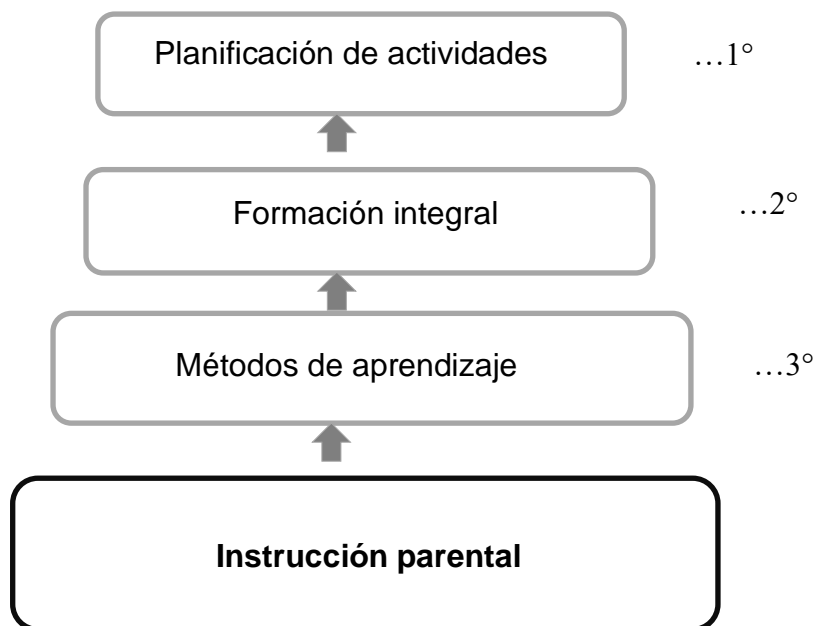 Planificación de actividades …1°
Formación integral …2°
Métodos de aprendizaje …3°
Instrucción parental